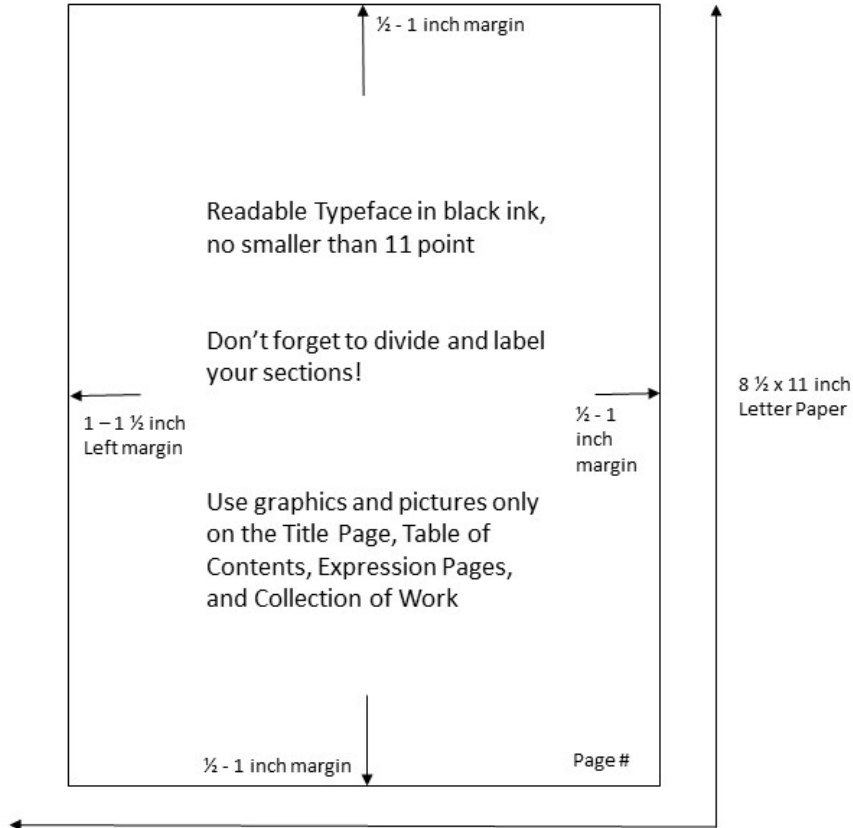 ½ - 1 inch margin
Readable Typeface in black ink,
no smaller than 11 point
Don’t forget to divide and label
your sections!
1 – 1 ½ inch
Left margin
½ - 1
inch
margin
8 ½ x 11 inch
Letter Paper
Use graphics and pictures only
on the Title Page, Table of
Contents, Expression Pages,
and Collection of Work
½ - 1 inch margin
Page #